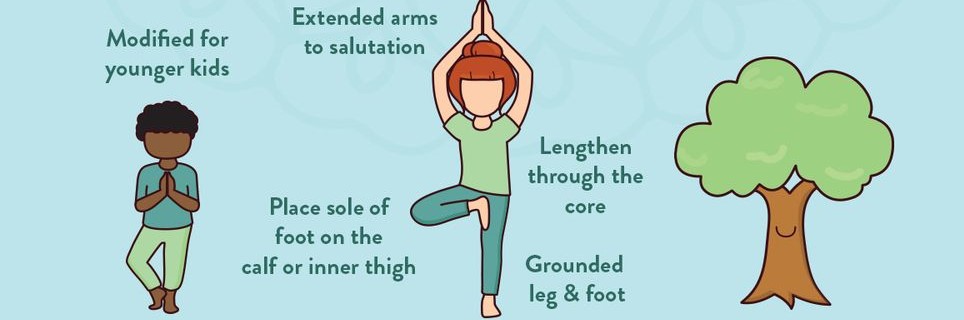 Modified for
younger kids
Extended arms
to salutation
Lengthen
through the
core
Place sole of
foot on the
calf or inner thigh
Grounded
leg & foot